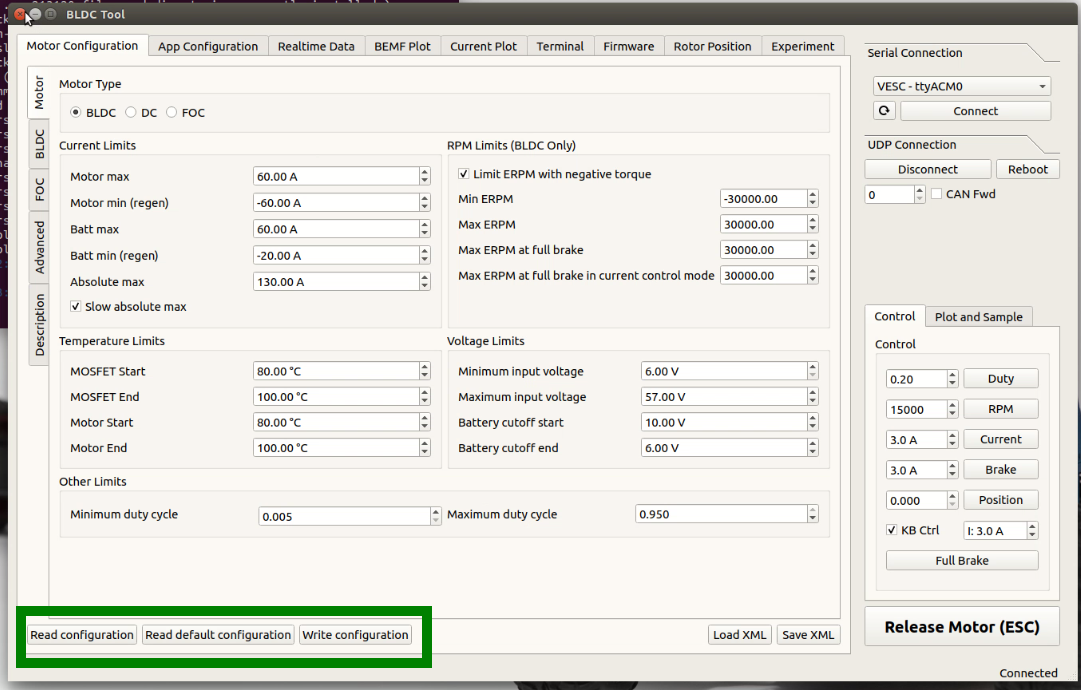 BLDC Tool
Motor Configuration App Configuration Realtime Data BEMF Plot Current Plot Terminal Firmware Rotor Position Experiment
Motor
BLDC
FOC
Advanced
Description
Motor Type
BLDC DC FOC
Current Limits
Motor max 60.00 A
Motor min (regen) -60.00 A
Batt max 60.00 A
Batt min (regen) -20.00 A
Absolute max 130.00 A
Slow absolute max
RPM Limits (BLDC Only)
Limit ERPM with negative torque
Min ERPM -30000.00
Max ERPM 30000.00
Max ERPM at full brake 30000.00
Max ERPM at full brake in current control mode 30000.00
Temperature Limits
MOSFET Start 80.00 °C
MOSFET End 100.00 °C
Motor Start 80.00 °C
Motor End 100.00 °C
Voltage Limits
Minimum input voltage 6.00 V
Maximum input voltage 57.00 V
Battery cutoff start 10.00 V
Battery cutoff end 6.00 V
Other Limits
Minimum duty cycle 0.005 Maximum duty cycle 0.950
Read configuration Read default configuration Write configuration Load XML Save XML
Serial Connection
VESC - ttyACM0
Connect
UDP Connection
Disconnect Reboot
0 CAN Fwd
Control Plot and Sample
Control
0.20 Duty
15000 RPM
3.0 A Current
3.0 A Brake
0.000 Position
KB Ctrl I: 3.0 A
Full Brake
Release Motor (ESC)
Connected